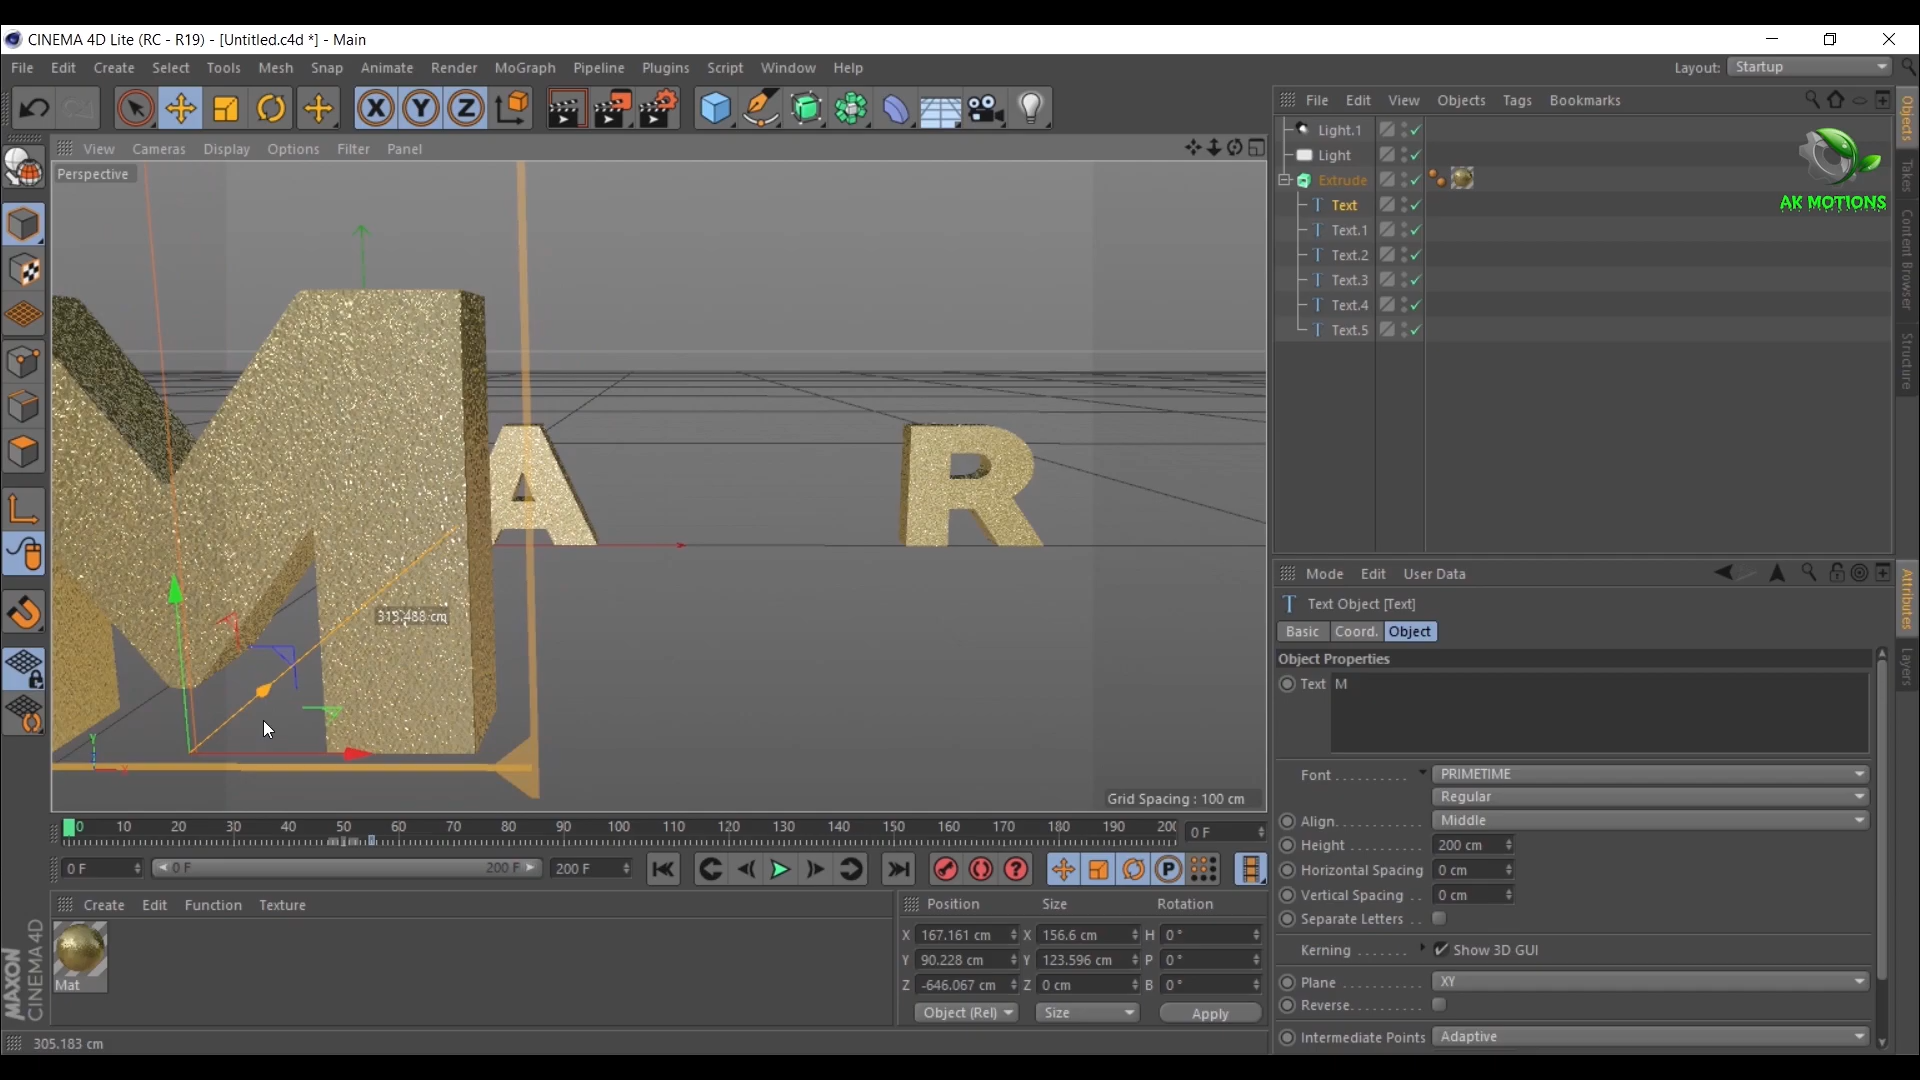 CINEMA 4D Lite (RC - R19) - [Untitled.c4d *] - Main
File Edit Create Select Tools Mesh Snap Animate Render MoGraph Pipeline Plugins Script Window Help
Layout: Startup
X Y Z
File Edit View Objects Tags Bookmarks
View Cameras Display Options Filter Panel
Perspective
Light.1
Light
Extrude
Text
Text.1
Text.2
Text.3
Text.4
Text.5
AK MOTIONS
Objects
Takes
Content Browser
Structure
M A R
Y
X
Grid Spacing : 100 cm
Mode Edit User Data
Text Object [Text]
Basic Coord. Object
Object Properties
Text M
Font PRIMETIME
Regular
Align Middle
Height 200 cm
Horizontal Spacing 0 cm
Vertical Spacing 0 cm
Separate Letters
Kerning Show 3D GUI
Plane XY
Reverse
Intermediate Points Adaptive
Attributes
Layers
0 10 20 30 40 50 60 70 80 90 100 110 120 130 140 150 160 170 180 190 200 0 F
0 F 0 F 200 F 200 F
P
Create Edit Function Texture
Mat
MAXON
CINEMA 4D
Position Size Rotation
X 167.161 cm X 156.6 cm H 0 °
Y 90.228 cm Y 123.596 cm P 0 °
Z -646.067 cm Z 0 cm B 0 °
Object (Rel) Size Apply
305.183 cm